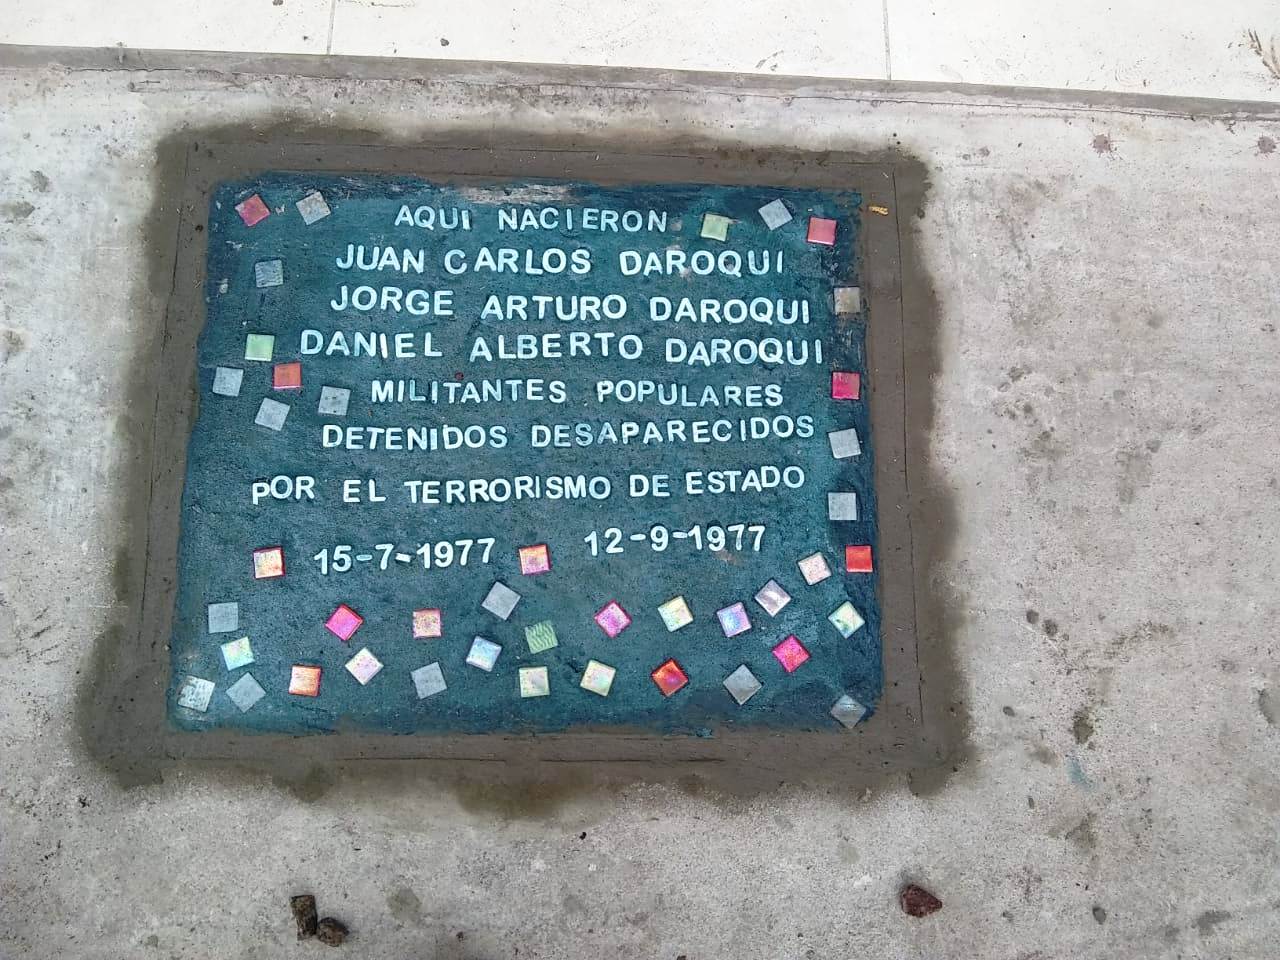 AQUI NACIERON
JUAN CARLOS DAROQUI
JORGE ARTURO DAROQUI
DANIEL ALBERTO DAROQUI
MILITANTES POPULARES
DETENIDOS DESAPARECIDOS
POR EL TERRORISMO DE ESTADO
15-7-1977 12-9-1977